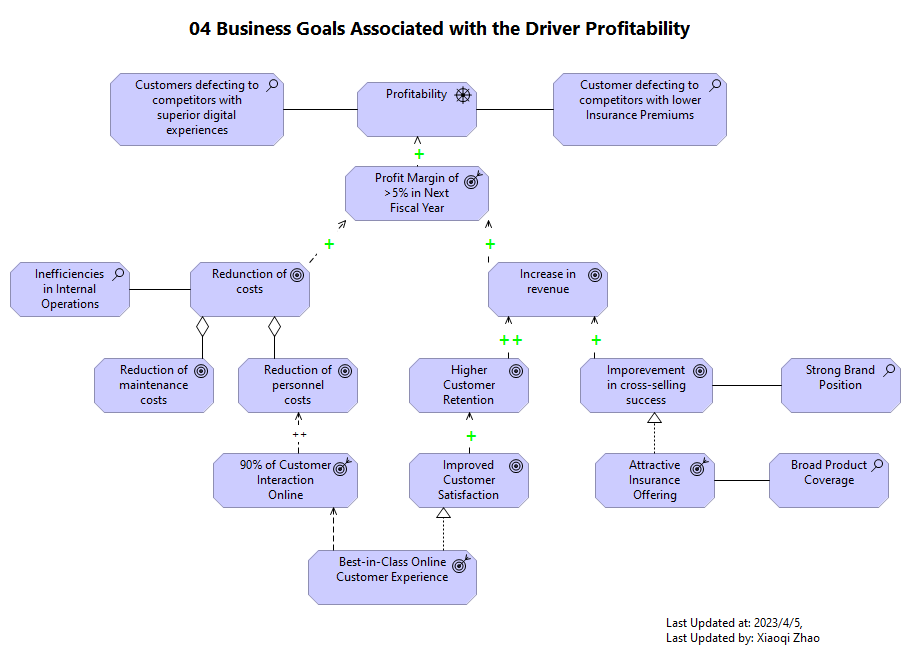 04 Business Goals Associated with the Driver Profitability
Customers defecting to
competitors with
superior digital
experiences
Profitability
Customer defecting to
competitors with lower
Insurance Premiums
+
Profit Margin of
>5% in Next
Fiscal Year
+
+
Inefficiencies
in Internal
Operations
Redunction of
costs
Increase in
revenue
++
+
Reduction of
maintenance
costs
Reduction of
personnel
costs
Higher
Customer
Retention
Imporevement
in cross-selling
success
Strong Brand
Position
++
+
90% of Customer
Interaction
Online
Improved
Customer
Satisfaction
Attractive
Insurance
Offering
Broad Product
Coverage
Best-in-Class Online
Customer Experience
Last Updated at: 2023/4/5,
Last Updated by: Xiaoqi Zhao